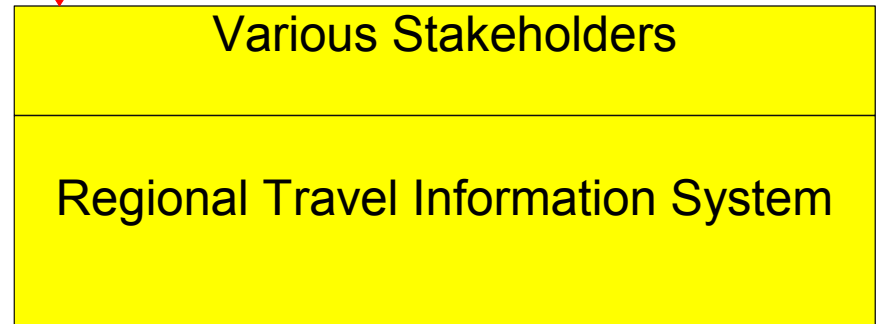 Various Stakeholders
Regional Travel Information System